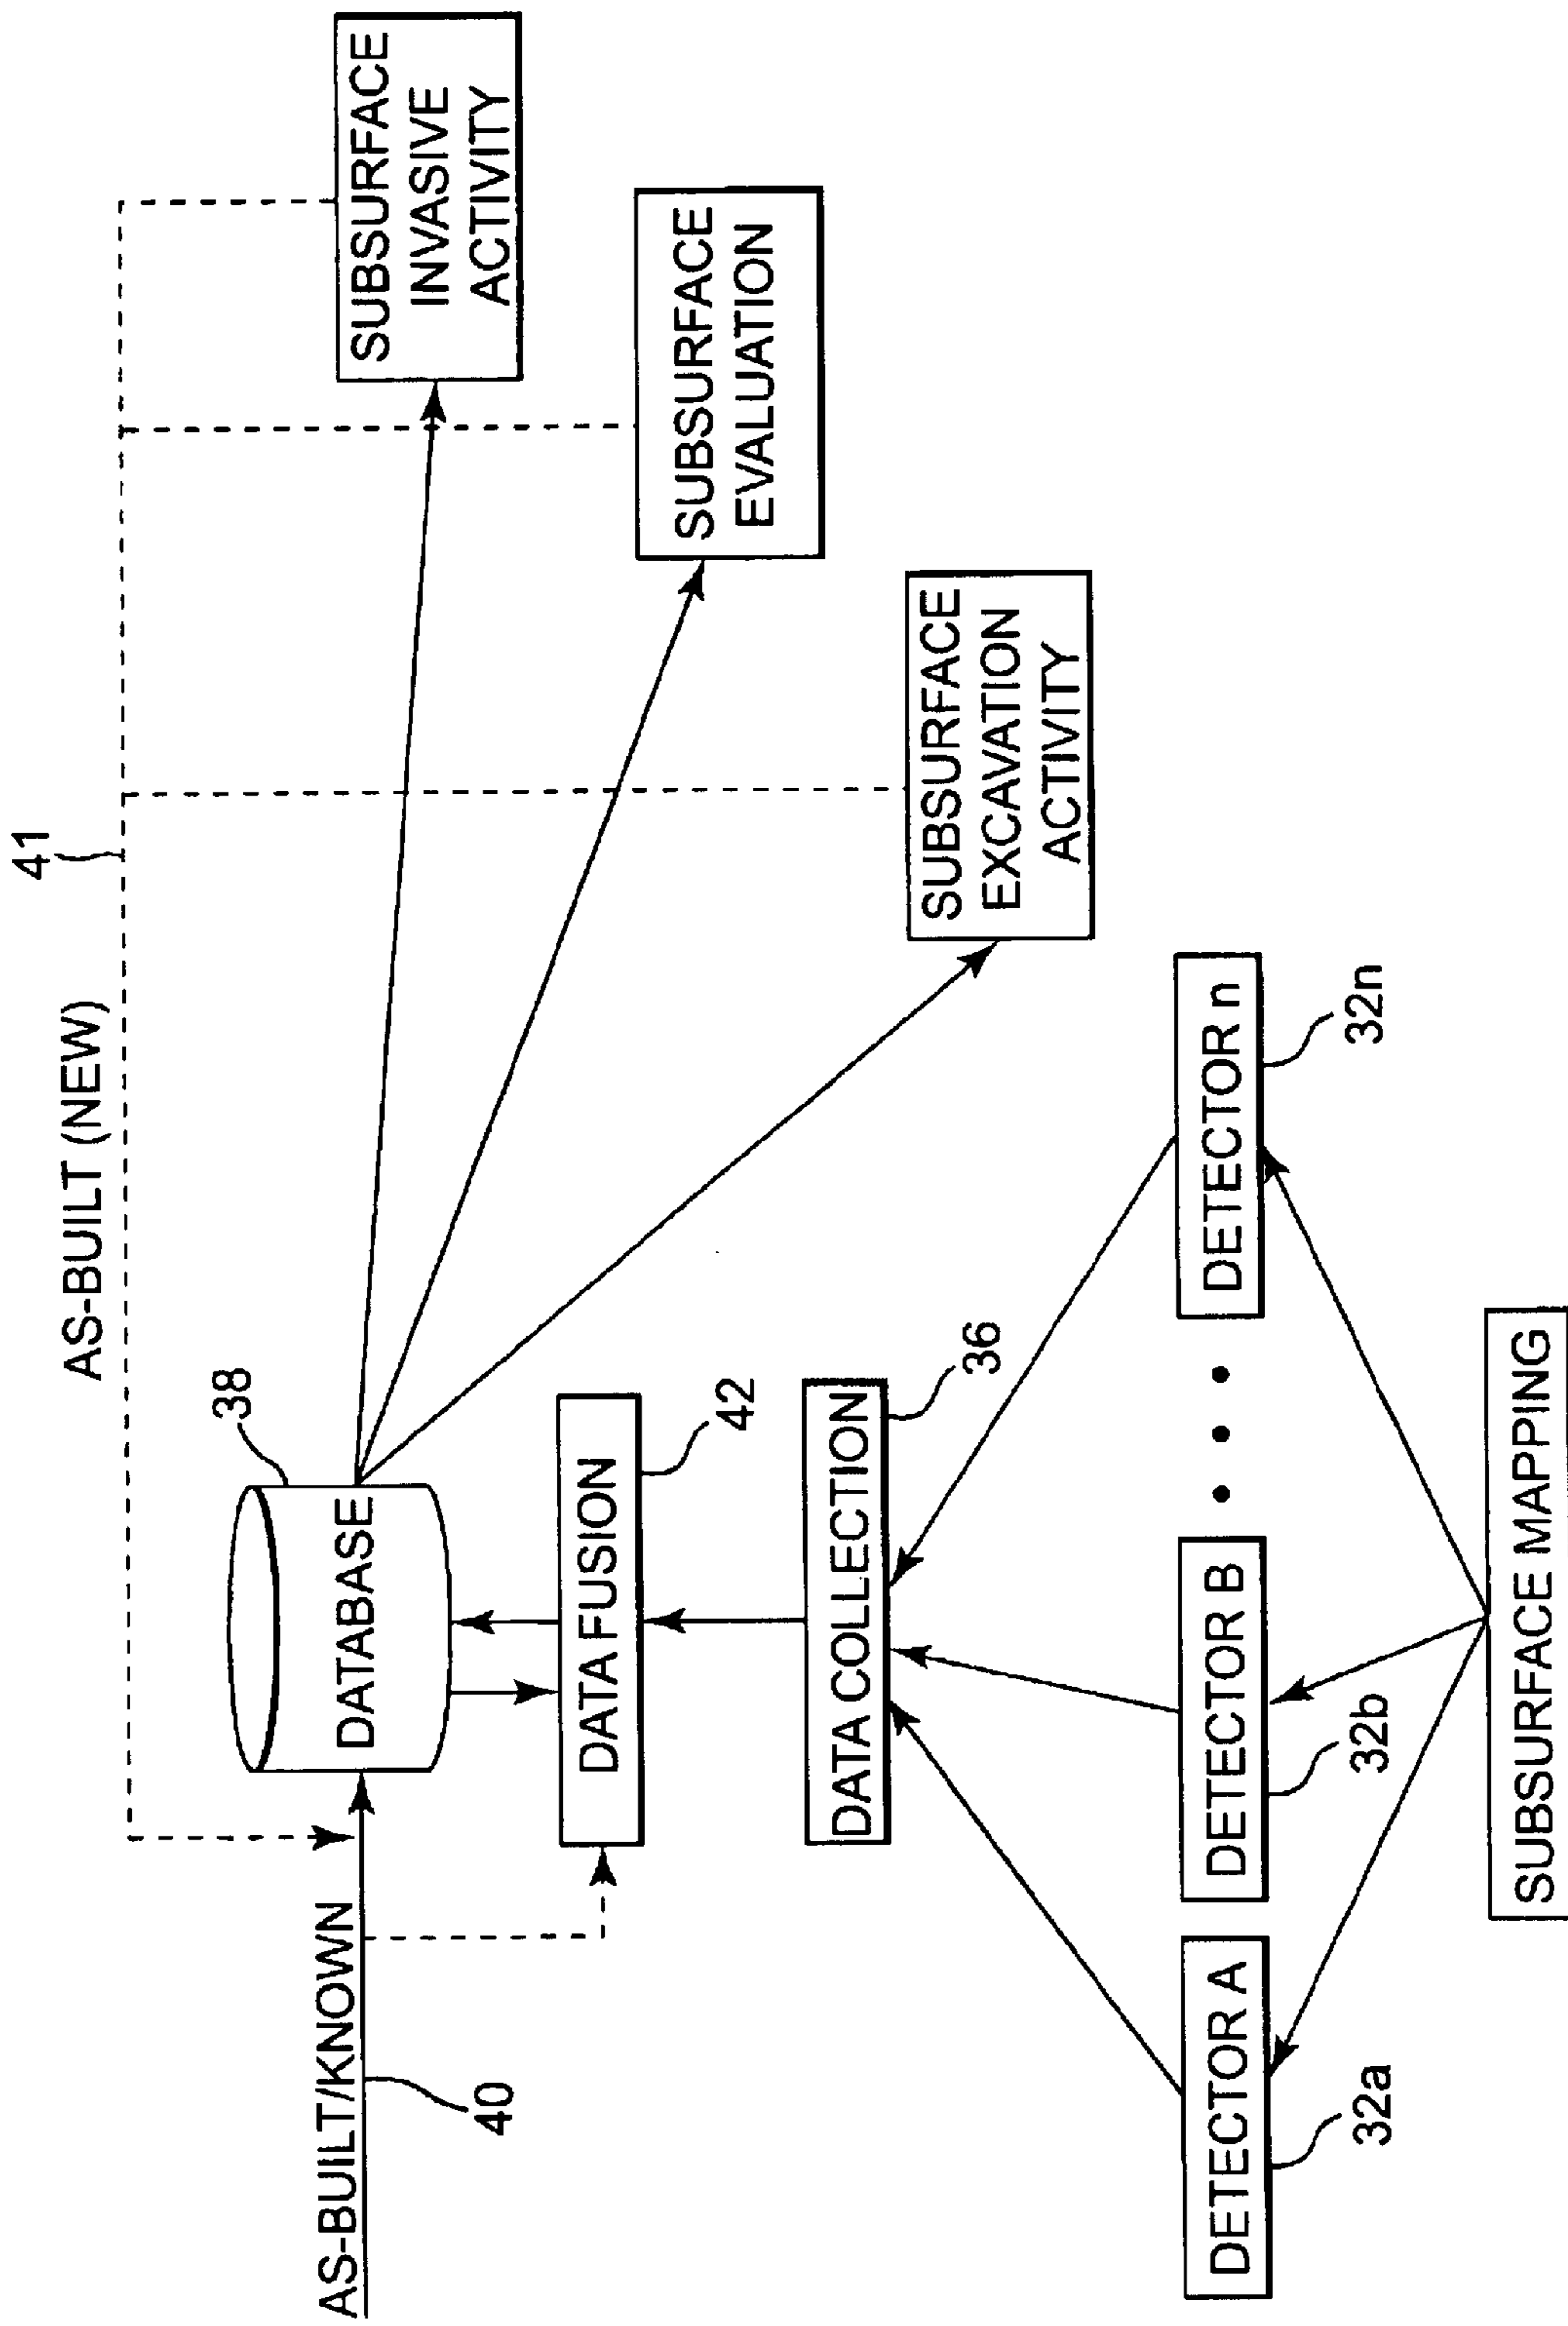 41
AS-BUILT (NEW)
38
AS-BUILT/KNOWN
40
DATABASE
SUBSURFACE
INVASIVE
ACTIVITY
DATA FUSION
42
SUBSURFACE
EVALUATION
DATA COLLECTION
36
SUBSURFACE
EXCAVATION
ACTIVITY
DETECTOR A
32a
DETECTOR B
32b
DETECTOR n
32n
SUBSURFACE MAPPING